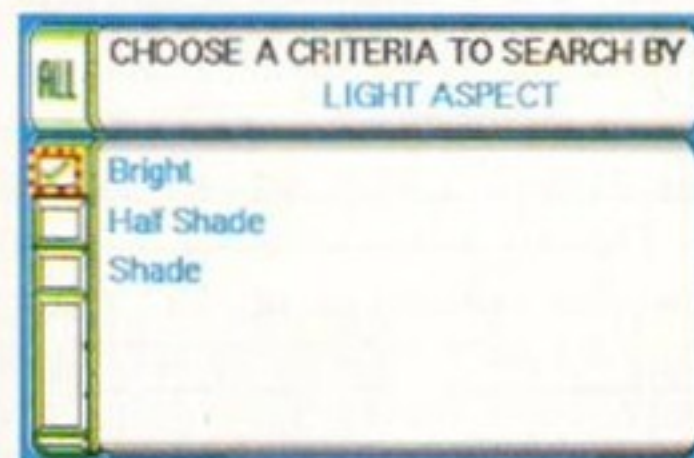 ALL
CHOOSE A CRITERIA TO SEARCH BY
LIGHT ASPECT
Bright
Half Shade
Shade